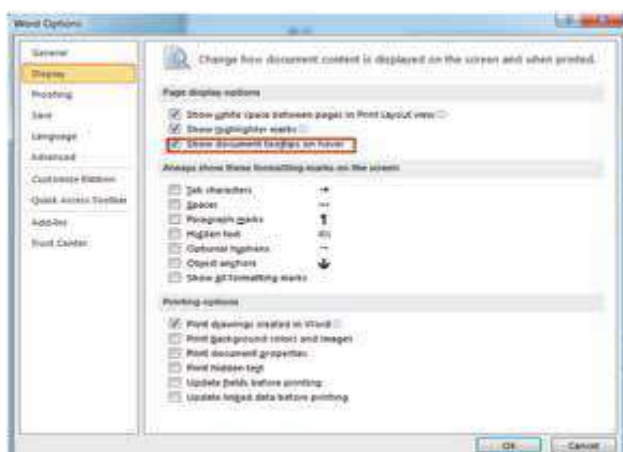 Word Options
General
Display
Proofing
Save
Language
Advanced
Customize Ribbon
Quick Access Toolbar
Add-Ins
Trust Center
Change how document content is displayed on the screen and when printed.
Page display options
Show white space between pages in Print Layout view
Show highlighter marks
Show document tooltips on hover
Always show these formatting marks on the screen
Tab characters →
Spaces ···
Paragraph marks ¶
Hidden text abc
Optional hyphens ¬
Object anchors
Show all formatting marks
Printing options
Print drawings created in Word
Print background colors and images
Print document properties
Print hidden text
Update fields before printing
Update linked data before printing
OK Cancel